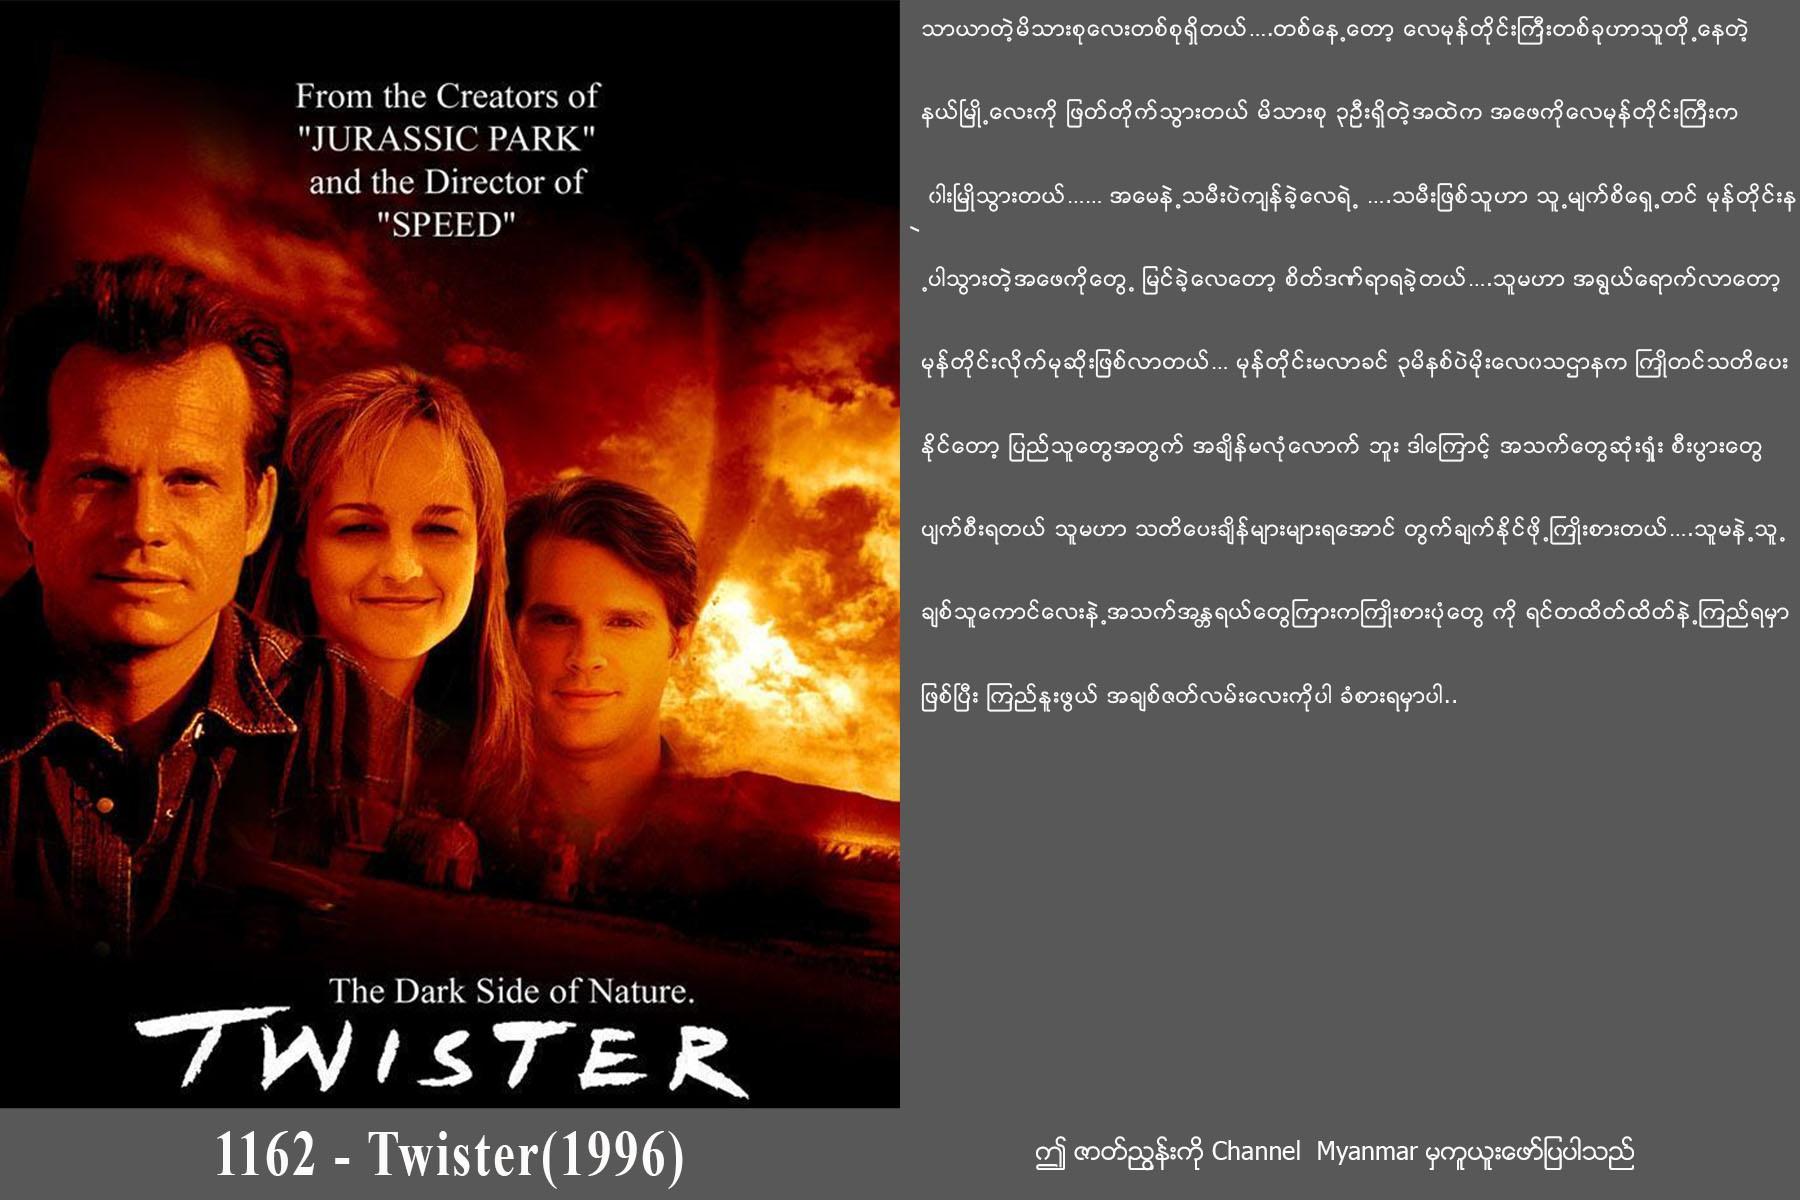 From the Creators of
"JURASSIC PARK"
and the Director of
"SPEED"
The Dark Side of Nature.
TWISTER
1162 - Twister(1996)
သာယာတဲ့မိသားစုလေးတစ်စုရှိတယ်....တစ်နေ့တော့ လေမုန်တိုင်းကြီးတစ်ခုဟာသူတို့နေတဲ့
နယ်မြို့လေးကို ဖြတ်တိုက်သွားတယ် မိသားစု ၃ဦးရှိတဲ့အထဲက အဖေကိုလေမုန်တိုင်းကြီးက
ဝါးမြိုသွားတယ်...... အမေနဲ့သမီးပဲကျန်ခဲ့လေရဲ့ ....သမီးဖြစ်သူဟာ သူ့မျက်စိရှေ့တင် မုန်တိုင်းန
ဲ့ပါသွားတဲ့အဖေကိုတွေ့ မြင်ခဲ့လေတော့ စိတ်ဒဏ်ရာရခဲ့တယ်....သူမဟာ အရွယ်ရောက်လာတော့
မုန်တိုင်းလိုက်မုဆိုးဖြစ်လာတယ်... မုန်တိုင်းမလာခင် ၃မိနစ်ပဲမိုးလေဝသဌာနက ကြိုတင်သတိပေး
နိုင်တော့ ပြည်သူတွေအတွက် အချိန်မလုံလောက် ဘူး ဒါကြောင့် အသက်တွေဆုံးရှုံး စီးပွားတွေ
ပျက်စီးရတယ် သူမဟာ သတိပေးချိန်များများရအောင် တွက်ချက်နိုင်ဖို့ကြိုးစားတယ်....သူမနဲ့သူ့
ချစ်သူကောင်လေးနဲ့အသက်အန္တရယ်တွေကြားကကြိုးစားပုံတွေ ကို ရင်တထိတ်ထိတ်နဲ့ကြည်ရမှာ
ဖြစ်ပြီး ကြည်နူးဖွယ် အချစ်ဇတ်လမ်းလေးကိုပါ ခံစားရမှာပါ..
ဤ ဇာတ်ညွှန်းကို Channel Myanmar မှကူယူးဖော်ပြပါသည်